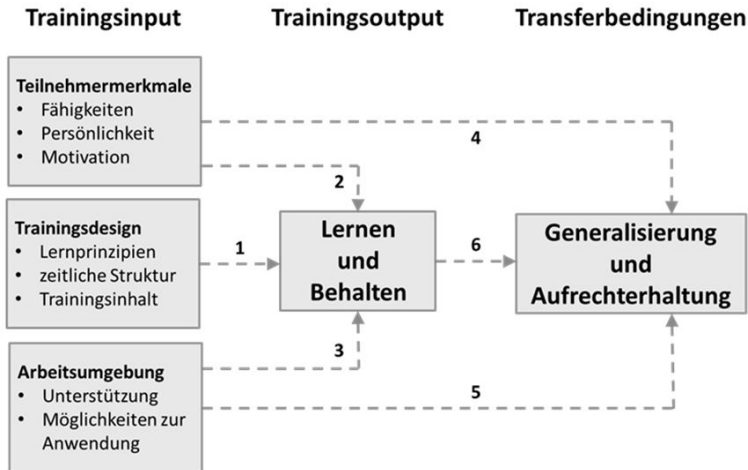 Trainingsinput
Trainingsoutput
Transferbedingungen
Teilnehmermerkmale
• Fähigkeiten
• Persönlichkeit
• Motivation
4
2
Trainingsdesign
• Lernprinzipien
• zeitliche Struktur
• Trainingsinhalt
1
Lernen
und
Behalten
6
Generalisierung
und
Aufrechterhaltung
3
Arbeitsumgebung
• Unterstützung
• Möglichkeiten zur
Anwendung
5